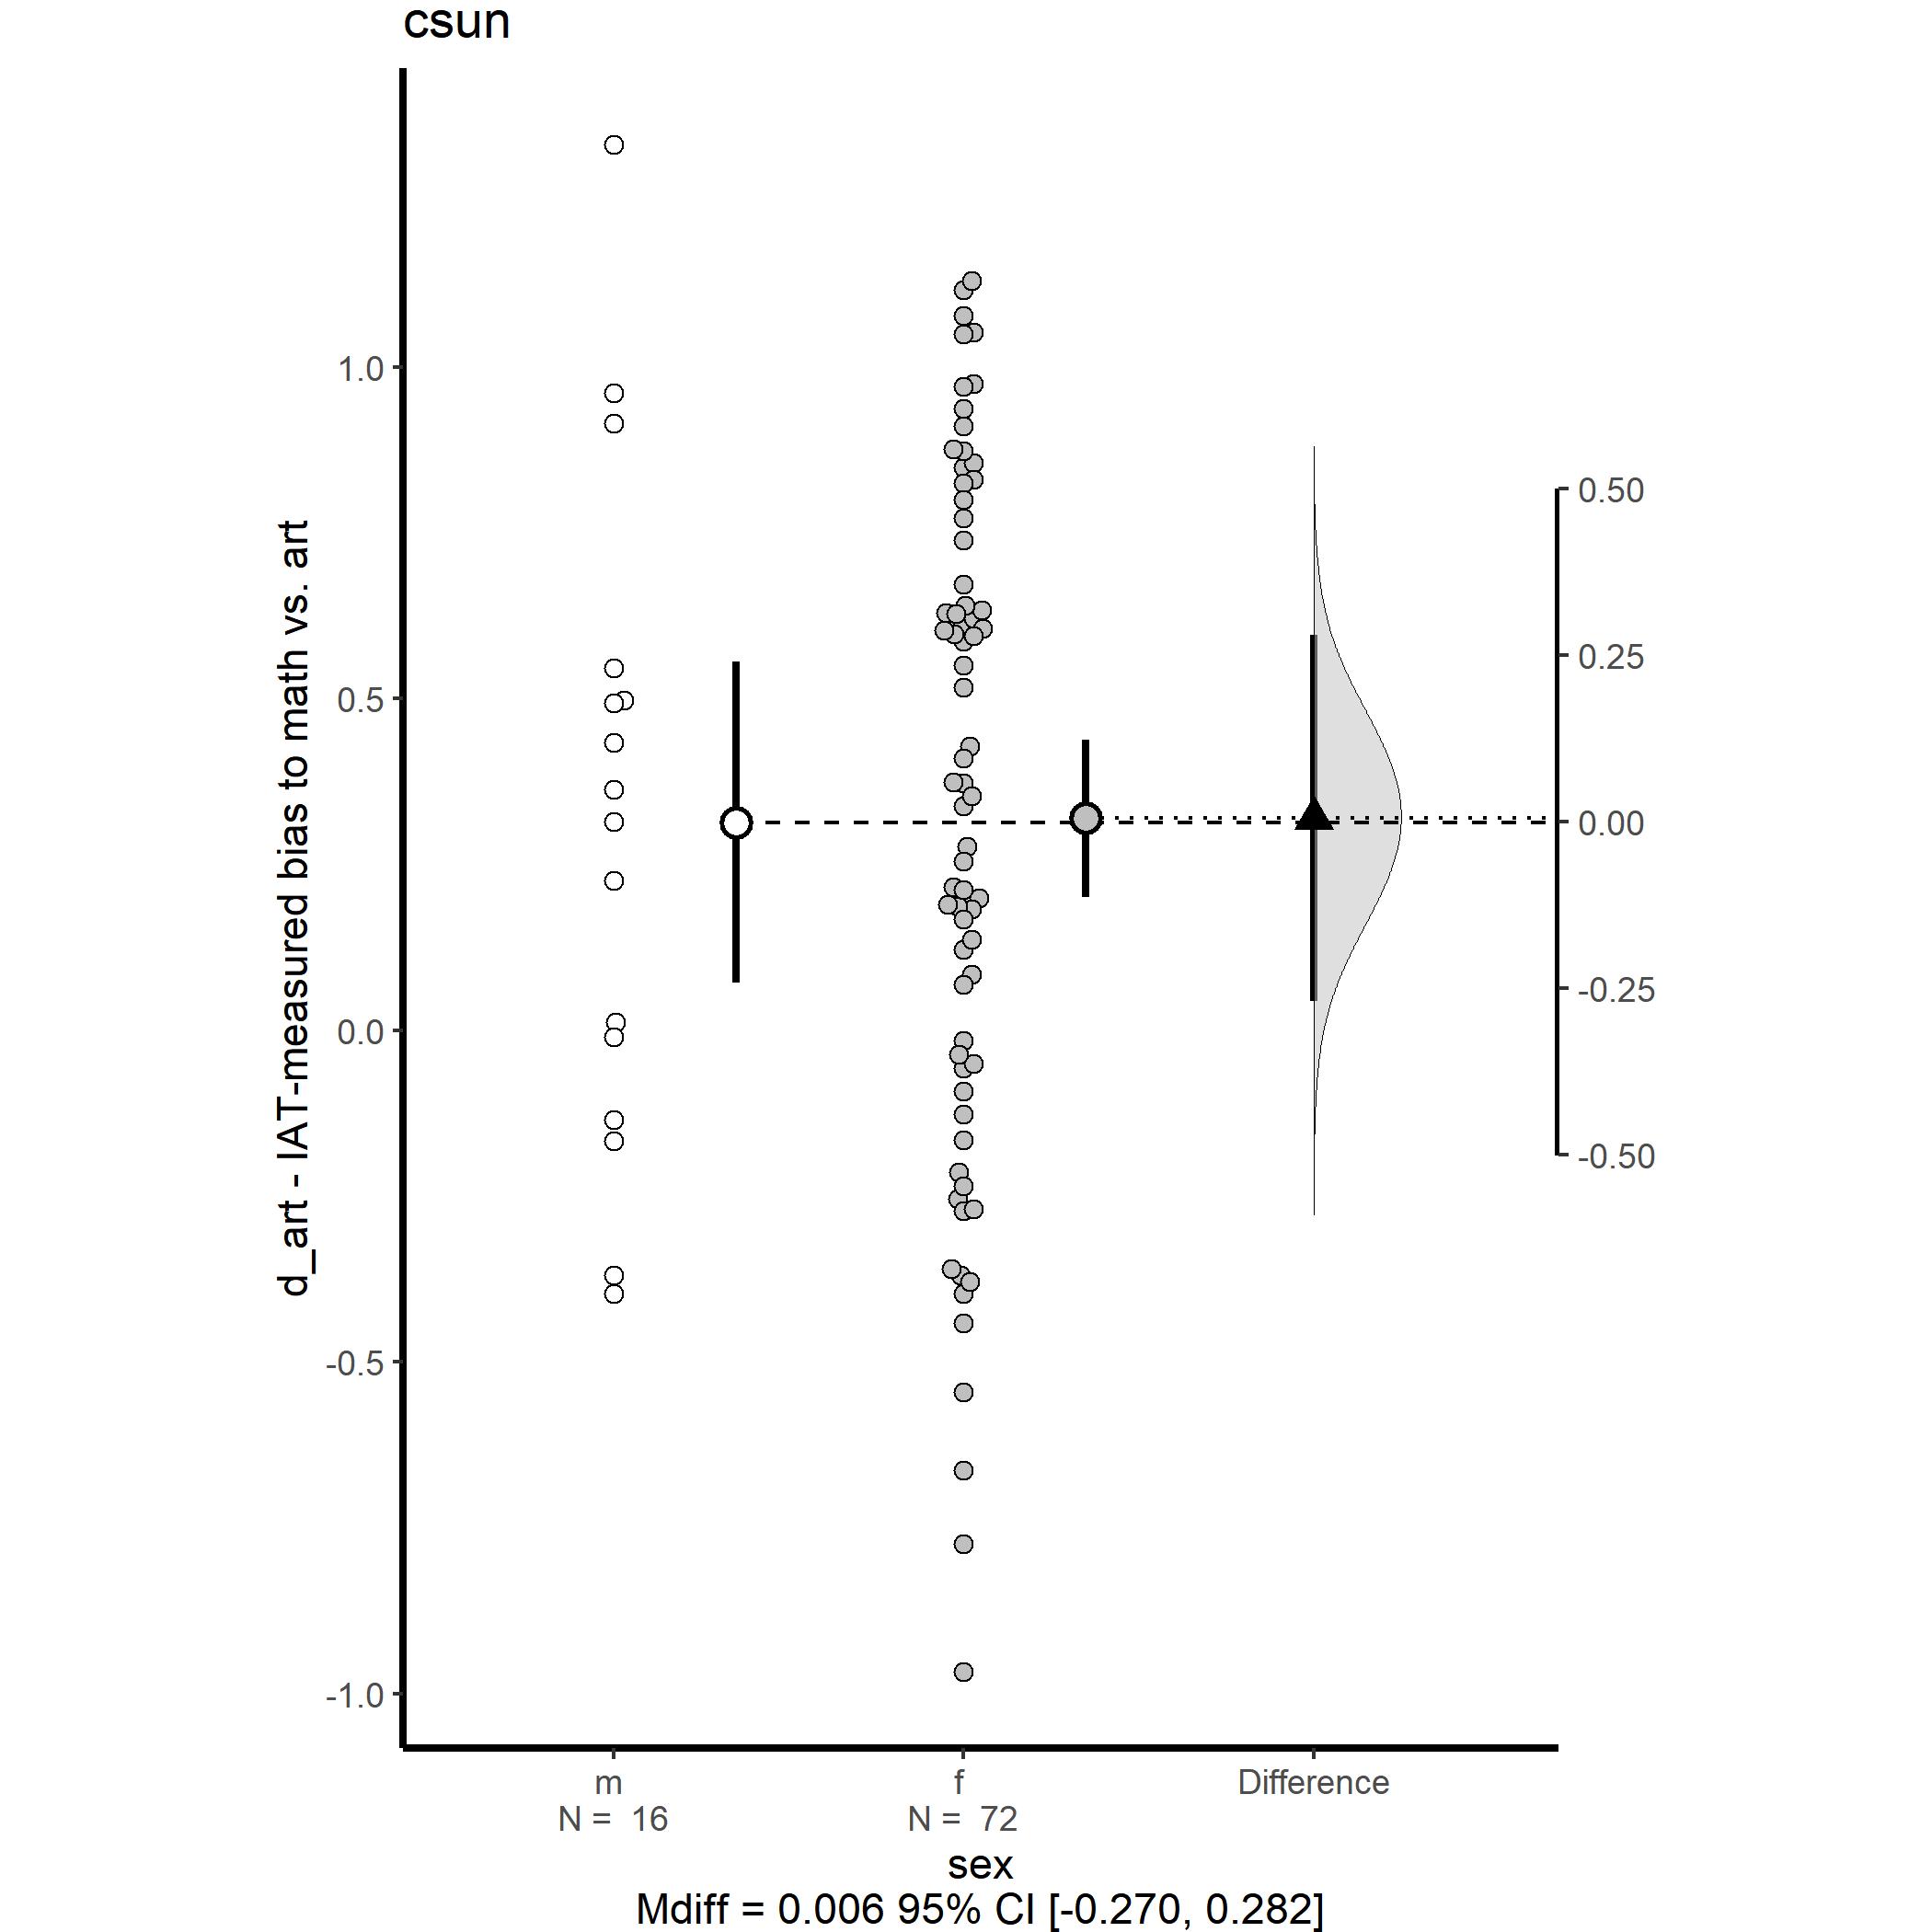 csun
d_art - IAT-measured bias to math vs. art
1.0
0.5
0.0
-0.5
-1.0
0.50
0.25
0.00
-0.25
-0.50
m
N =  16
f
N =  72
Difference
sex
Mdiff = 0.006 95% CI [-0.270, 0.282]